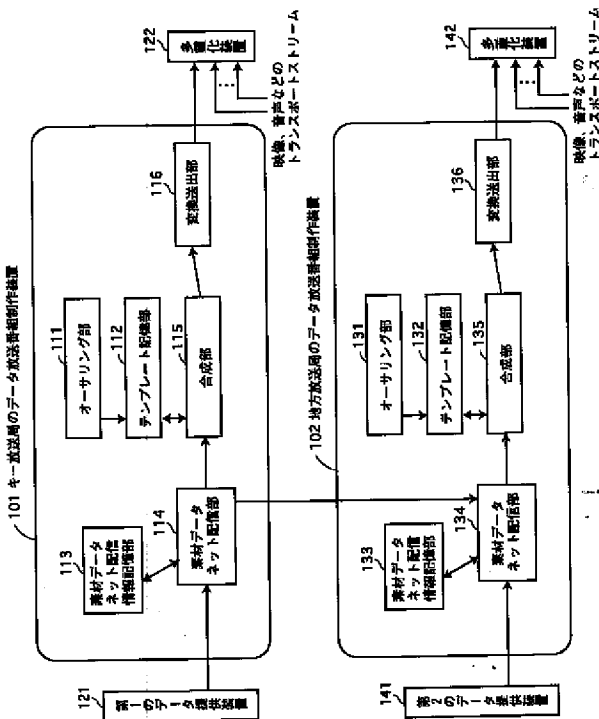 101 キー放送局のデータ放送番組制作装置
111
オーサリング部
112
テンプレート記憶部
113
素材データ
ネット配信
情報記憶部
114
素材データ
ネット配信部
115
合成部
116
変換送出部
121
第1のデータ提供装置
122
多重化装置
映像、音声などの
トランスポートストリーム
102 地方放送局のデータ放送番組制作装置
131
オーサリング部
132
テンプレート記憶部
133
素材データ
ネット配信
情報記憶部
134
素材データ
ネット配信部
135
合成部
136
変換送出部
141
第2のデータ提供装置
142
多重化装置
映像、音声などの
トランスポートストリーム